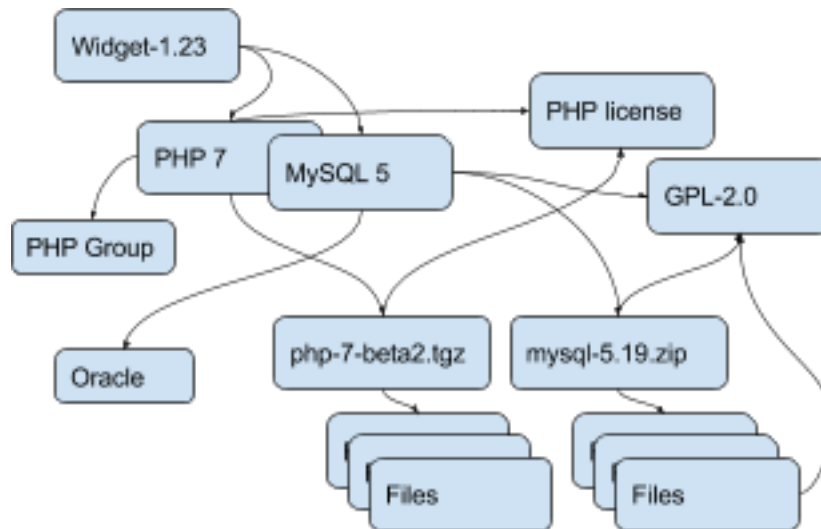 Widget-1.23
PHP license
PHP 7
MySQL 5
GPL-2.0
PHP Group
php-7-beta2.tgz
mysql-5.19.zip
Oracle
Files
Files